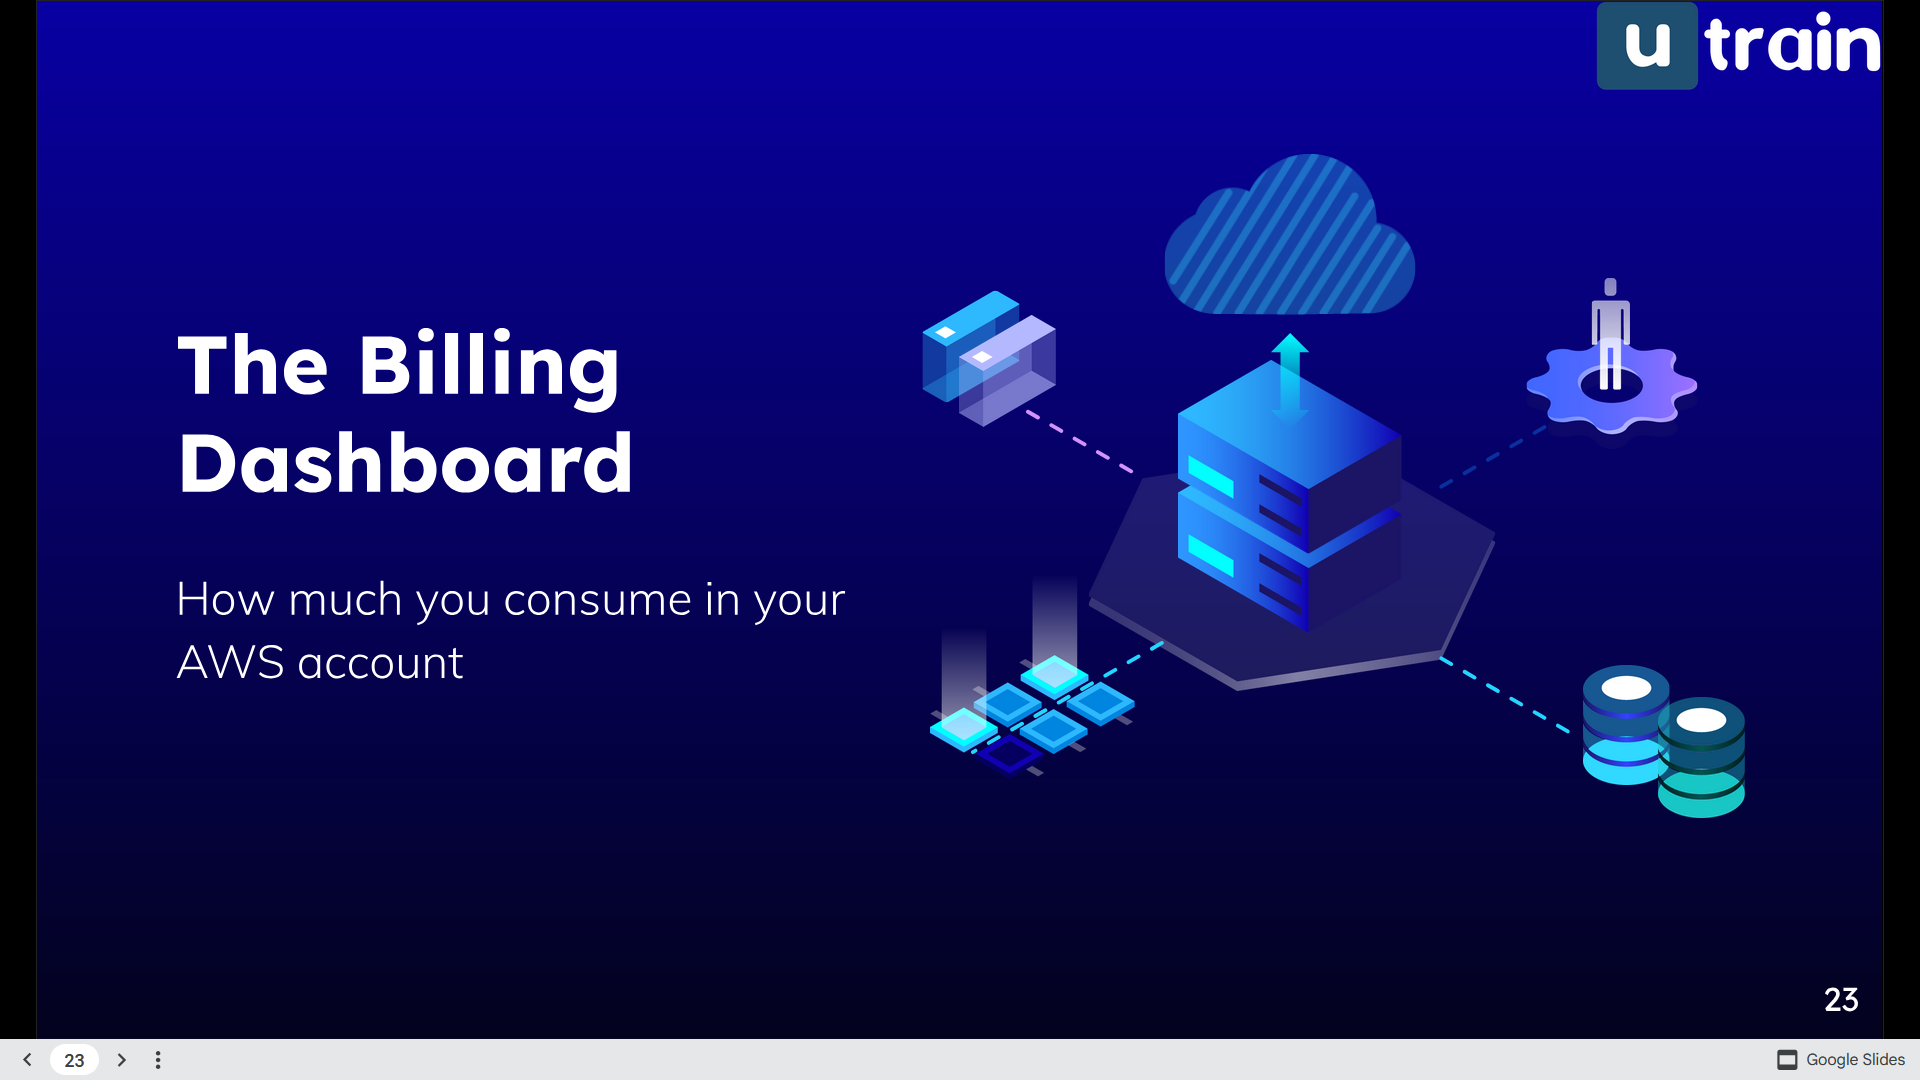 u train
The Billing
Dashboard
How much you consume in your
AWS account
23
23
Google Slides